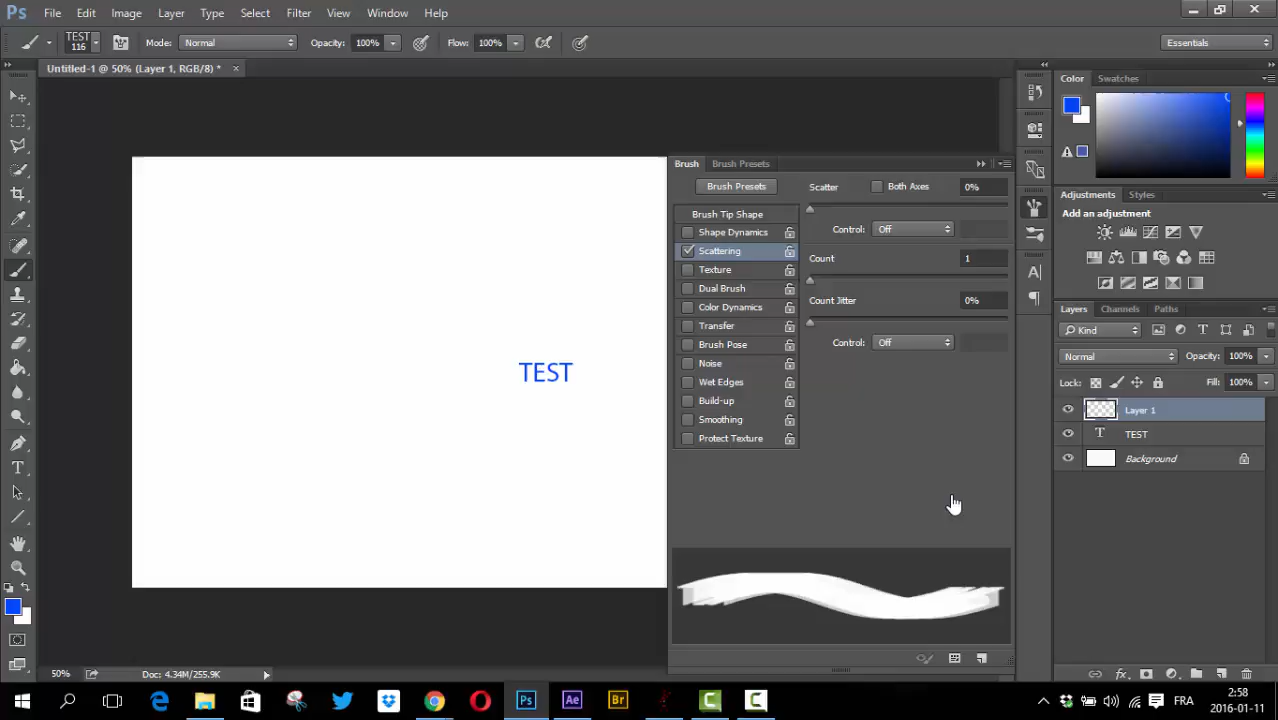 Ps File Edit Image Layer Type Select Filter View Window Help
TEST
116 Mode: Normal Opacity: 100% Flow: 100% Essentials
Untitled-1 @ 50% (Layer 1, RGB/8) * ×
Color Swatches
Brush Brush Presets
Brush Presets Scatter Both Axes 0%
Brush Tip Shape
Shape Dynamics Control: Off
Scattering Count 1
Texture
Dual Brush
Color Dynamics Count Jitter 0%
Transfer
Brush Pose Control: Off
Noise
Wet Edges
Build-up
Smoothing
Protect Texture
TEST
Adjustments Styles
Add an adjustment
Layers Channels Paths
Kind
Normal Opacity: 100%
Lock: Fill: 100%
Layer 1
T TEST
Background
50% Doc: 4.34M/255.9K
Ps Ae Br C C FRA 2:58
2016-01-11